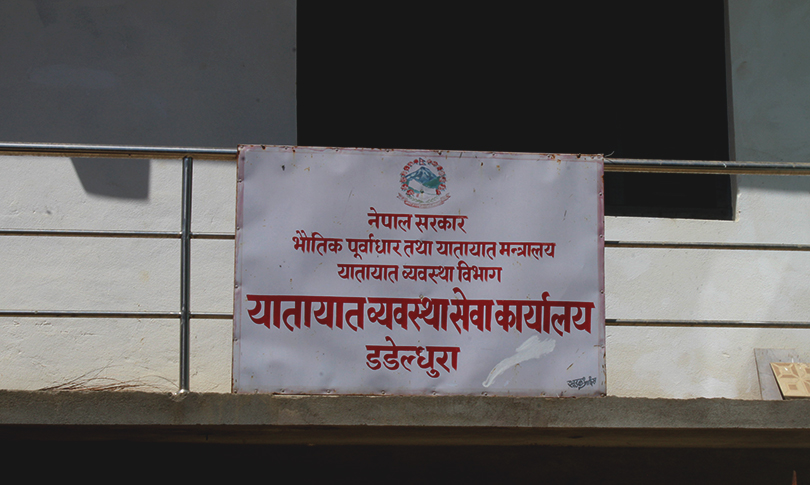 नेपाल सरकार
भौतिक पूर्वाधार तथा यातायात मन्त्रालय
यातायात व्यवस्था विभाग
यातायात व्यवस्था सेवा कार्यालय
डडेल्धुरा